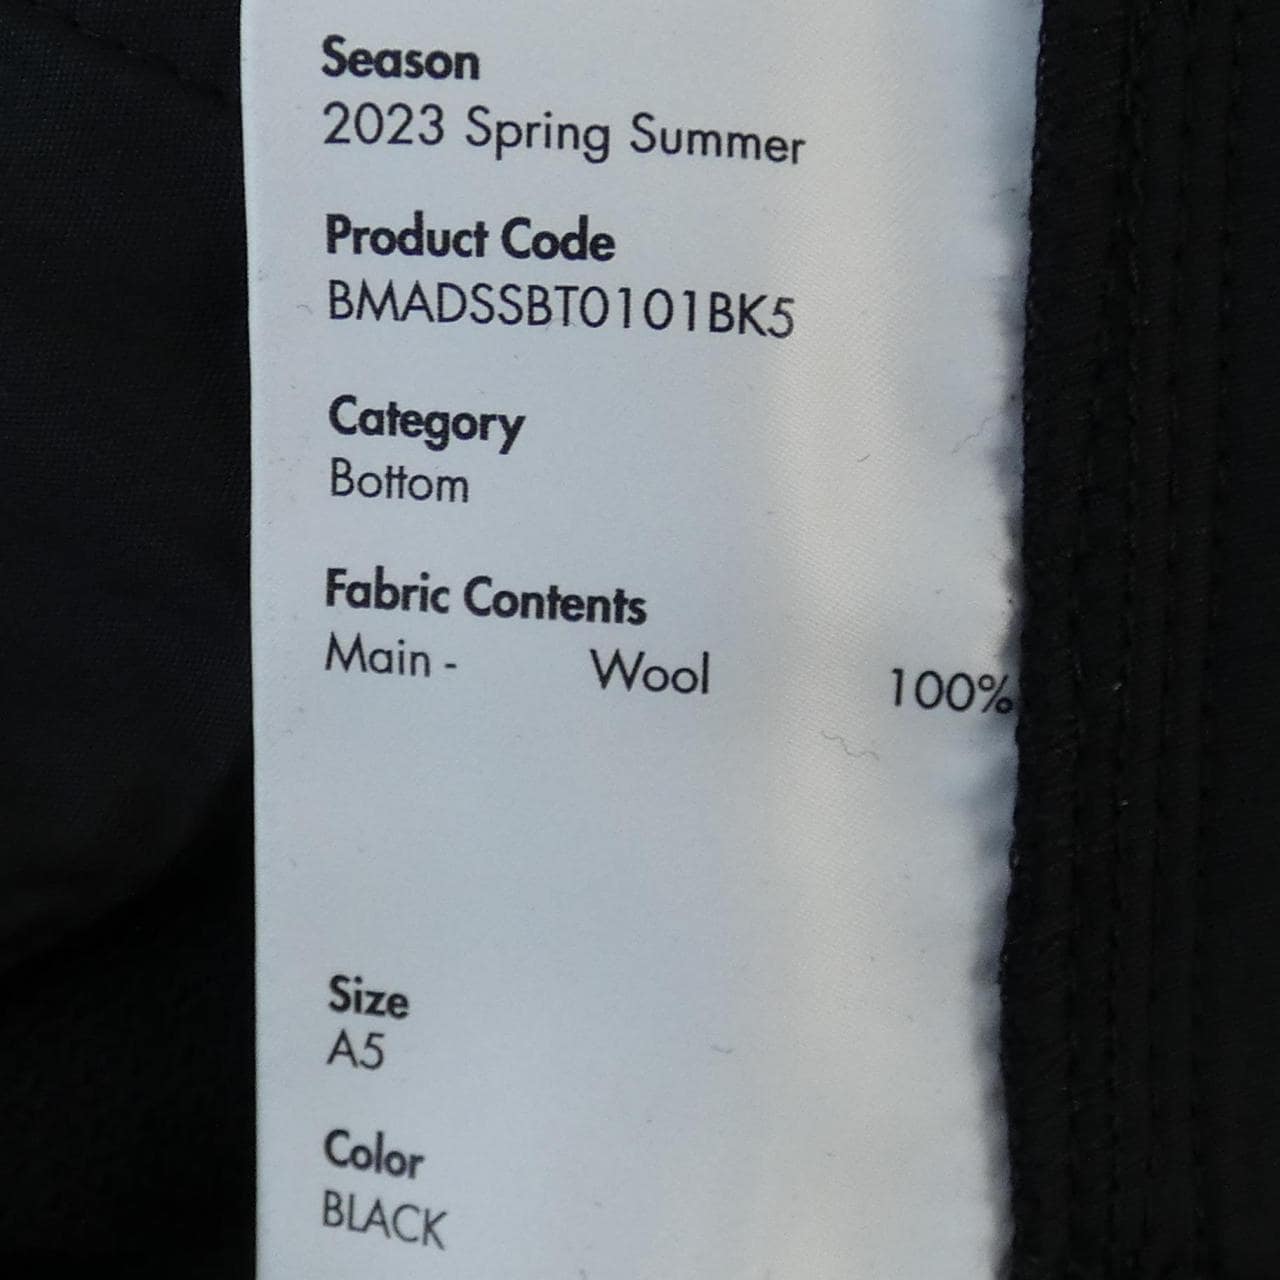 Season
2023 Spring Summer
Product Code
BMADSSBT0101BK5
Category
Bottom
Fabric Contents
Main - Wool 100%
Size
A5
Color
BLACK